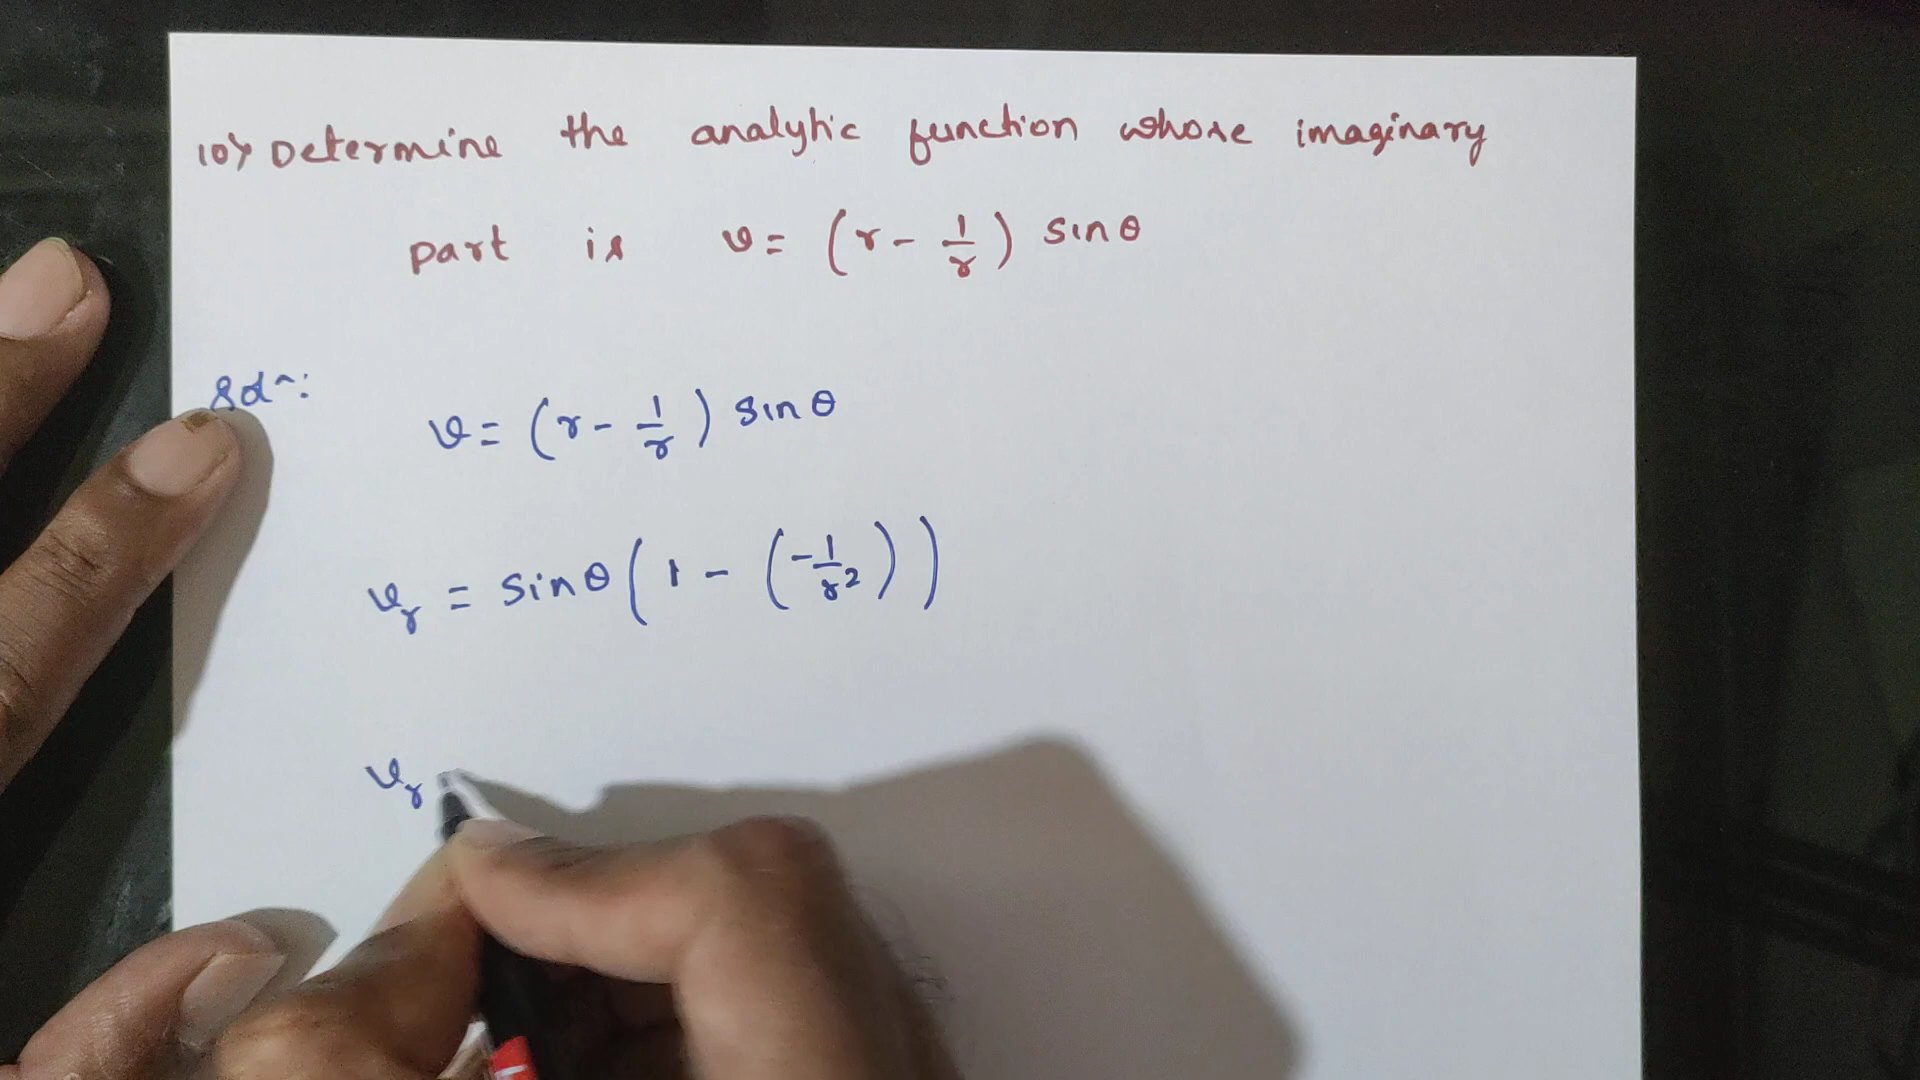 10) Determine the analytic function whose imaginary
part is v = (r - 1/r) sinθ
Sol^n:
v = (r - 1/r) sinθ
v_r = sinθ (1 - (-1/r²))
v_r